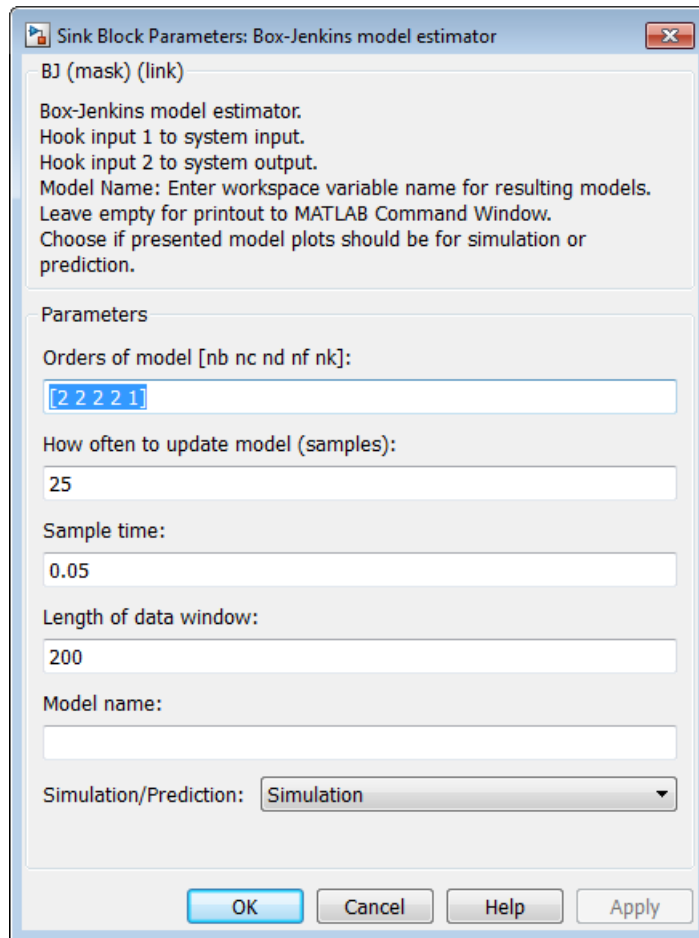 Sink Block Parameters: Box-Jenkins model estimator
BJ (mask) (link)
Box-Jenkins model estimator.
Hook input 1 to system input.
Hook input 2 to system output.
Model Name: Enter workspace variable name for resulting models.
Leave empty for printout to MATLAB Command Window.
Choose if presented model plots should be for simulation or
prediction.
Parameters
Orders of model [nb nc nd nf nk]:
[2 2 2 2 1]
How often to update model (samples):
25
Sample time:
0.05
Length of data window:
200
Model name:
Simulation/Prediction: Simulation
OK Cancel Help Apply